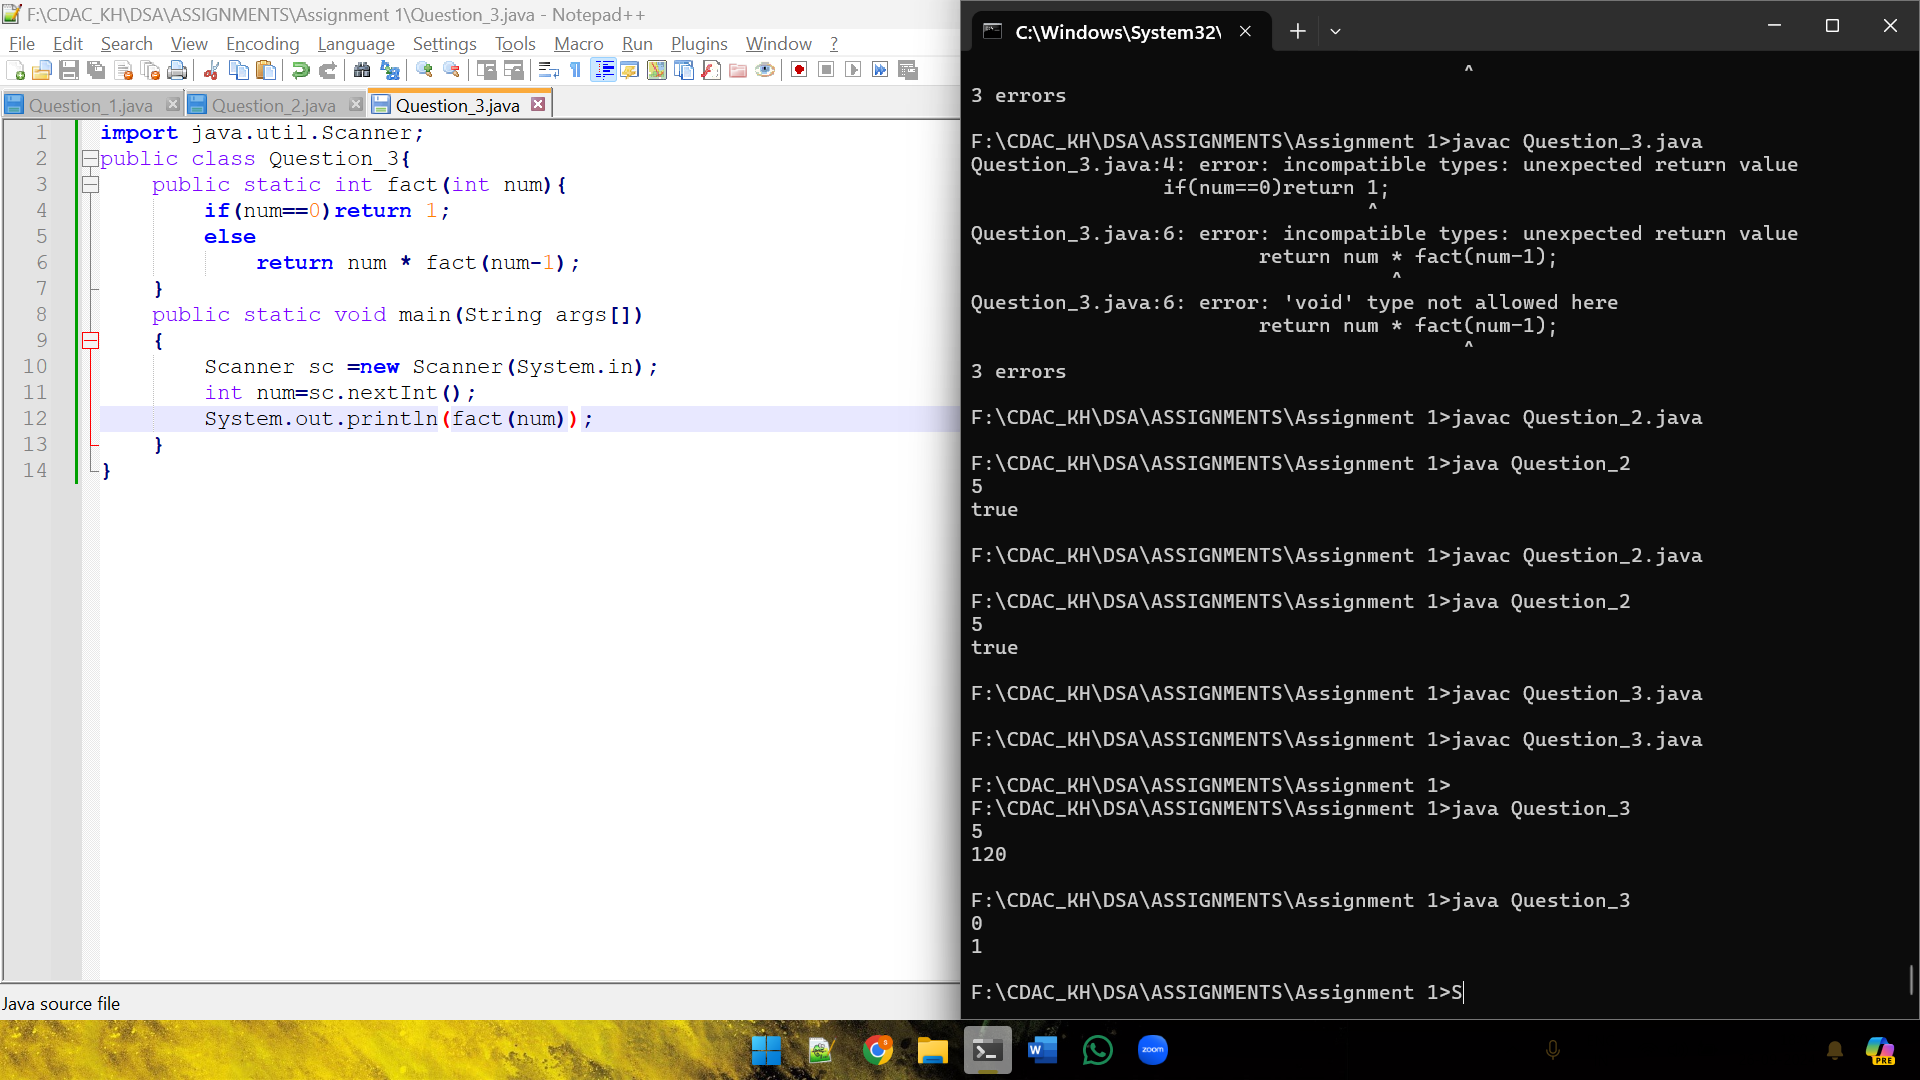 F:\CDAC_KH\DSA\ASSIGNMENTS\Assignment 1\Question_3.java - Notepad++
File Edit Search View Encoding Language Settings Tools Macro Run Plugins Window ?
Question_1.java Question_2.java Question_3.java
1 import java.util.Scanner;
2 public class Question_3{
3 public static int fact(int num){
4 if(num==0)return 1;
5 else
6 return num * fact(num-1);
7 }
8 public static void main(String args[])
9 {
10 Scanner sc =new Scanner(System.in);
11 int num=sc.nextInt();
12 System.out.println(fact(num));
13 }
14 }
Java source file
C:\Windows\System32\
^
3 errors
F:\CDAC_KH\DSA\ASSIGNMENTS\Assignment 1>javac Question_3.java
Question_3.java:4: error: incompatible types: unexpected return value
if(num==0)return 1;
^
Question_3.java:6: error: incompatible types: unexpected return value
return num * fact(num-1);
^
Question_3.java:6: error: 'void' type not allowed here
return num * fact(num-1);
^
3 errors
F:\CDAC_KH\DSA\ASSIGNMENTS\Assignment 1>javac Question_2.java
F:\CDAC_KH\DSA\ASSIGNMENTS\Assignment 1>java Question_2
5
true
F:\CDAC_KH\DSA\ASSIGNMENTS\Assignment 1>javac Question_2.java
F:\CDAC_KH\DSA\ASSIGNMENTS\Assignment 1>java Question_2
5
true
F:\CDAC_KH\DSA\ASSIGNMENTS\Assignment 1>javac Question_3.java
F:\CDAC_KH\DSA\ASSIGNMENTS\Assignment 1>javac Question_3.java
F:\CDAC_KH\DSA\ASSIGNMENTS\Assignment 1>
F:\CDAC_KH\DSA\ASSIGNMENTS\Assignment 1>java Question_3
5
120
F:\CDAC_KH\DSA\ASSIGNMENTS\Assignment 1>java Question_3
0
1
F:\CDAC_KH\DSA\ASSIGNMENTS\Assignment 1>S
zoom
PRE